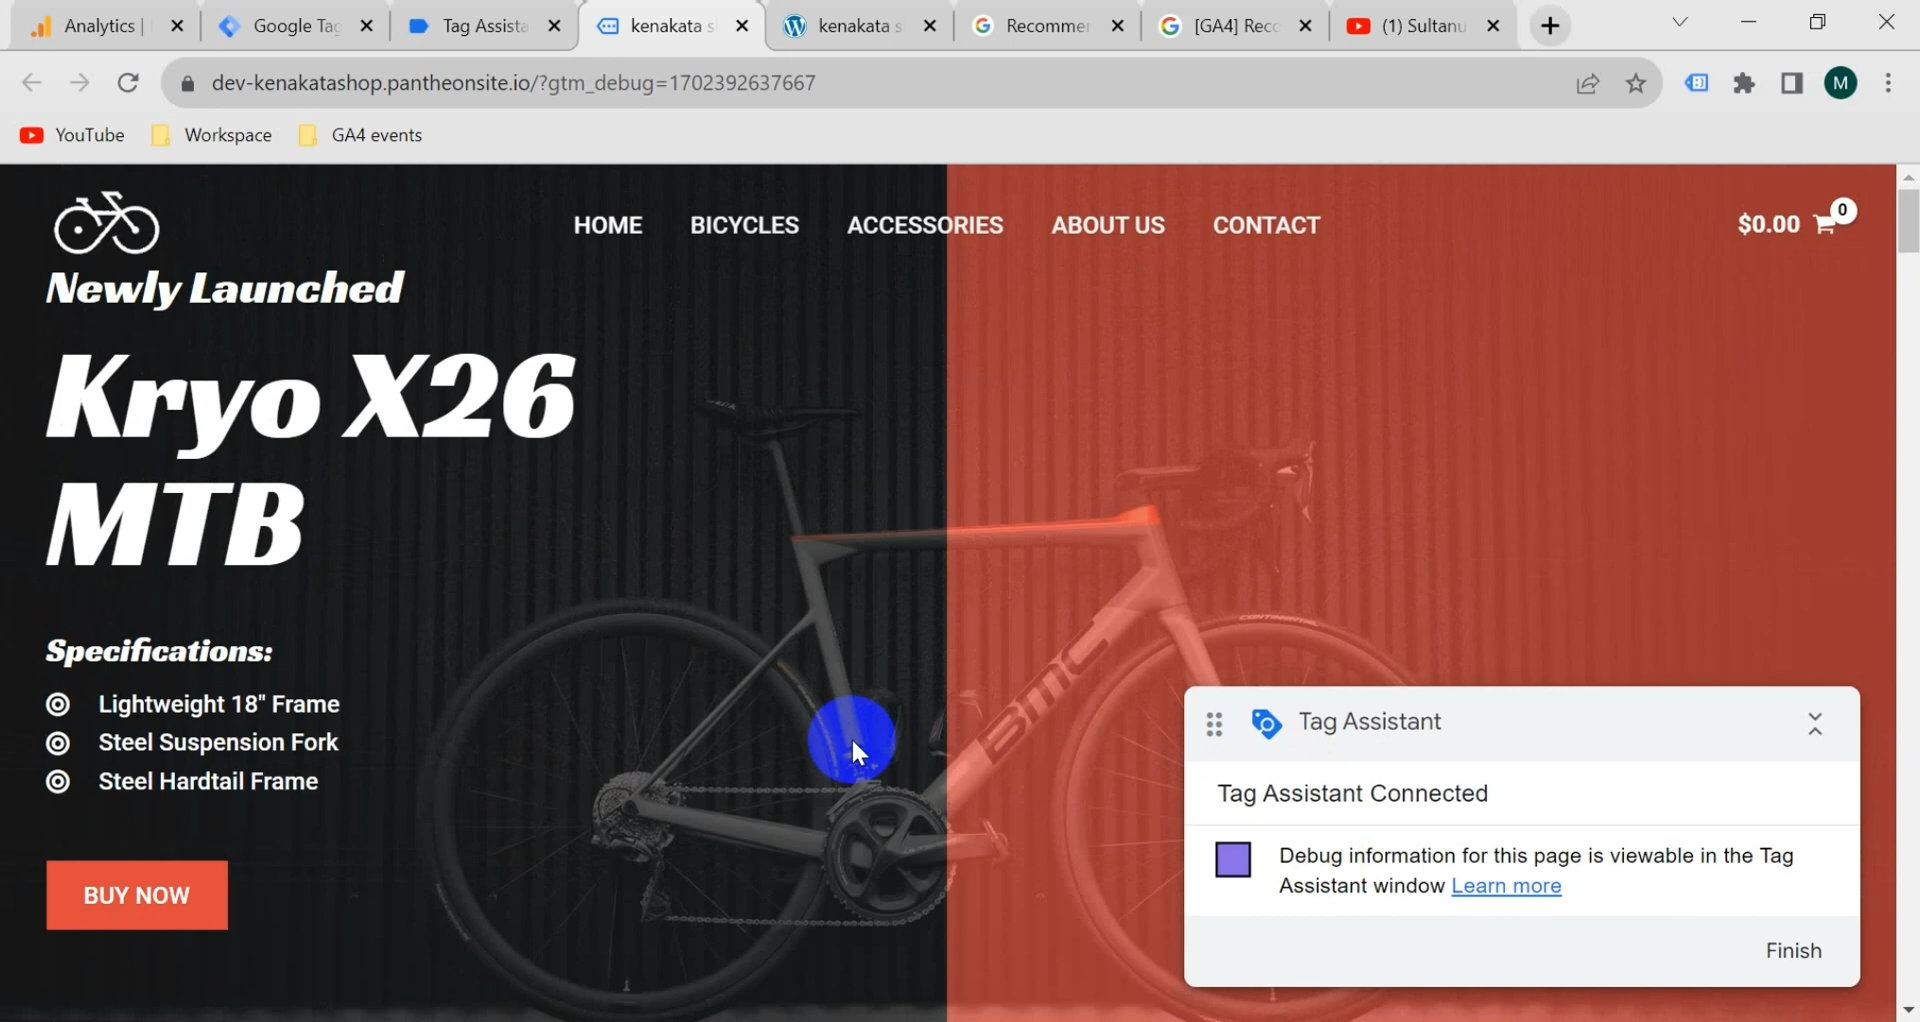 Analytics |
Google Tag
Tag Assista
kenakata s
kenakata s
Recommen
[GA4] Reco
(1) Sultanu
dev-kenakatashop.pantheonsite.io/?gtm_debug=1702392637667
M
YouTube
Workspace
GA4 events
HOME
BICYCLES
ACCESSORIES
ABOUT US
CONTACT
$0.00
0
Newly Launched
Kryo X26
MTB
Specifications:
Lightweight 18" Frame
Steel Suspension Fork
Steel Hardtail Frame
BUY NOW
BMC
Tag Assistant
Tag Assistant Connected
Debug information for this page is viewable in the Tag
Assistant window Learn more
Finish